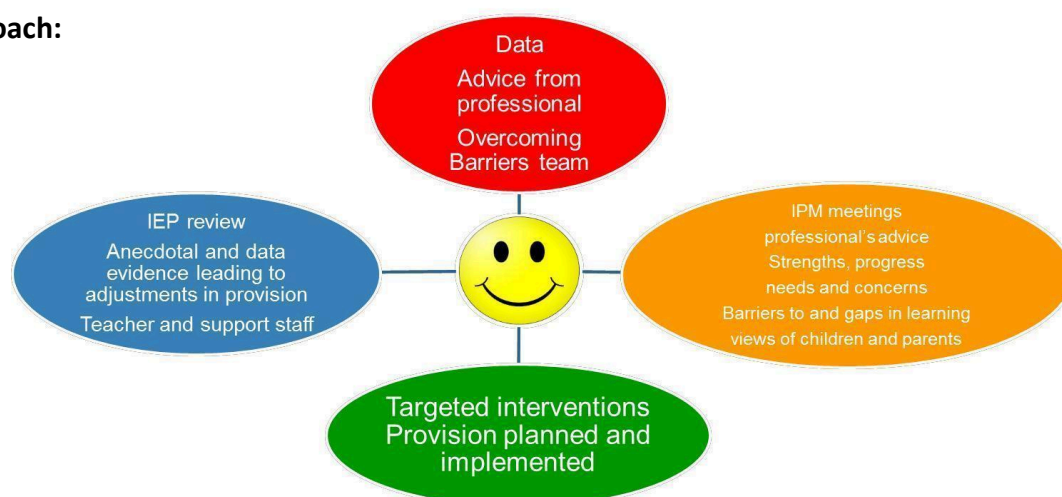 oach:
Data
Advice from
professional
Overcoming
Barriers team
IEP review
Anecdotal and data
evidence leading to
adjustments in provision
Teacher and support staff
IPM meetings
professional's advice
Strengths, progress
needs and concerns
Barriers to and gaps in learning
views of children and parents
Targeted interventions
Provision planned and
implemented